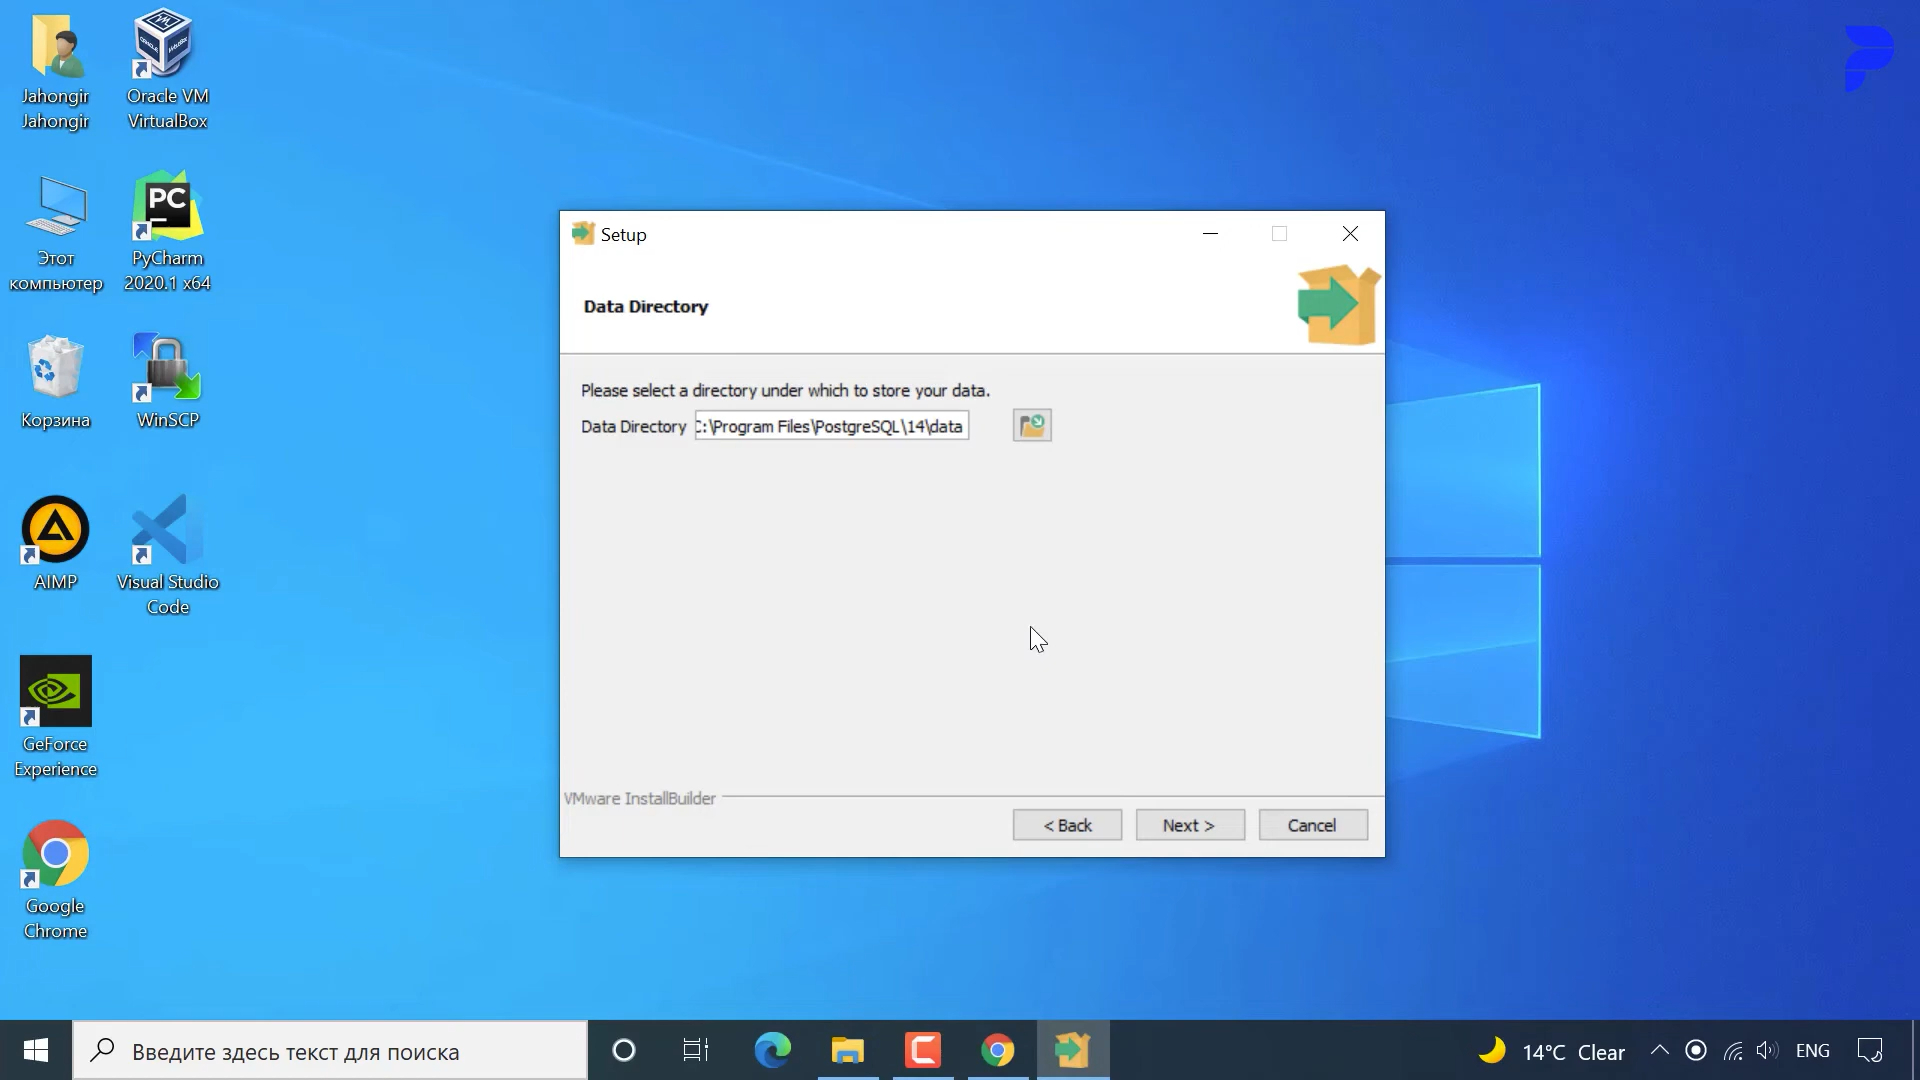 Jahongir
Jahongir
Oracle VM
VirtualBox
Этот
компьютер
PC
PyCharm
2020.1 x64
Корзина
WinSCP
AIMP
Visual Studio
Code
GeForce
Experience
Google
Chrome
Setup
Data Directory
Please select a directory under which to store your data.
Data Directory C:\Program Files\PostgreSQL\14\data
VMware InstallBuilder
< Back Next > Cancel
Введите здесь текст для поиска
14°C Clear ENG